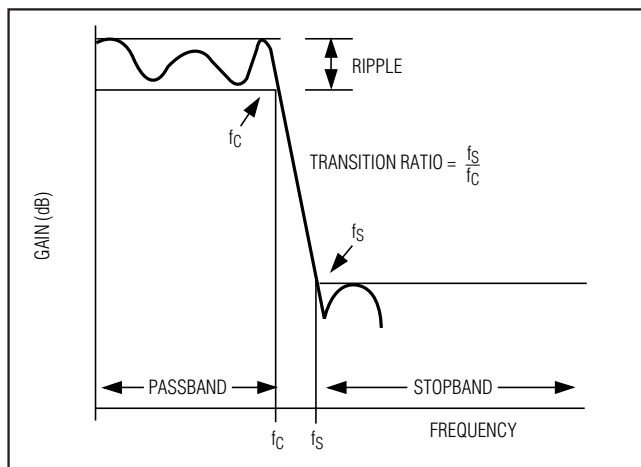 RIPPLE
fC
TRANSITION RATIO = fS
fC
GAIN (dB)
fS
PASSBAND
STOPBAND
fC
fS
FREQUENCY